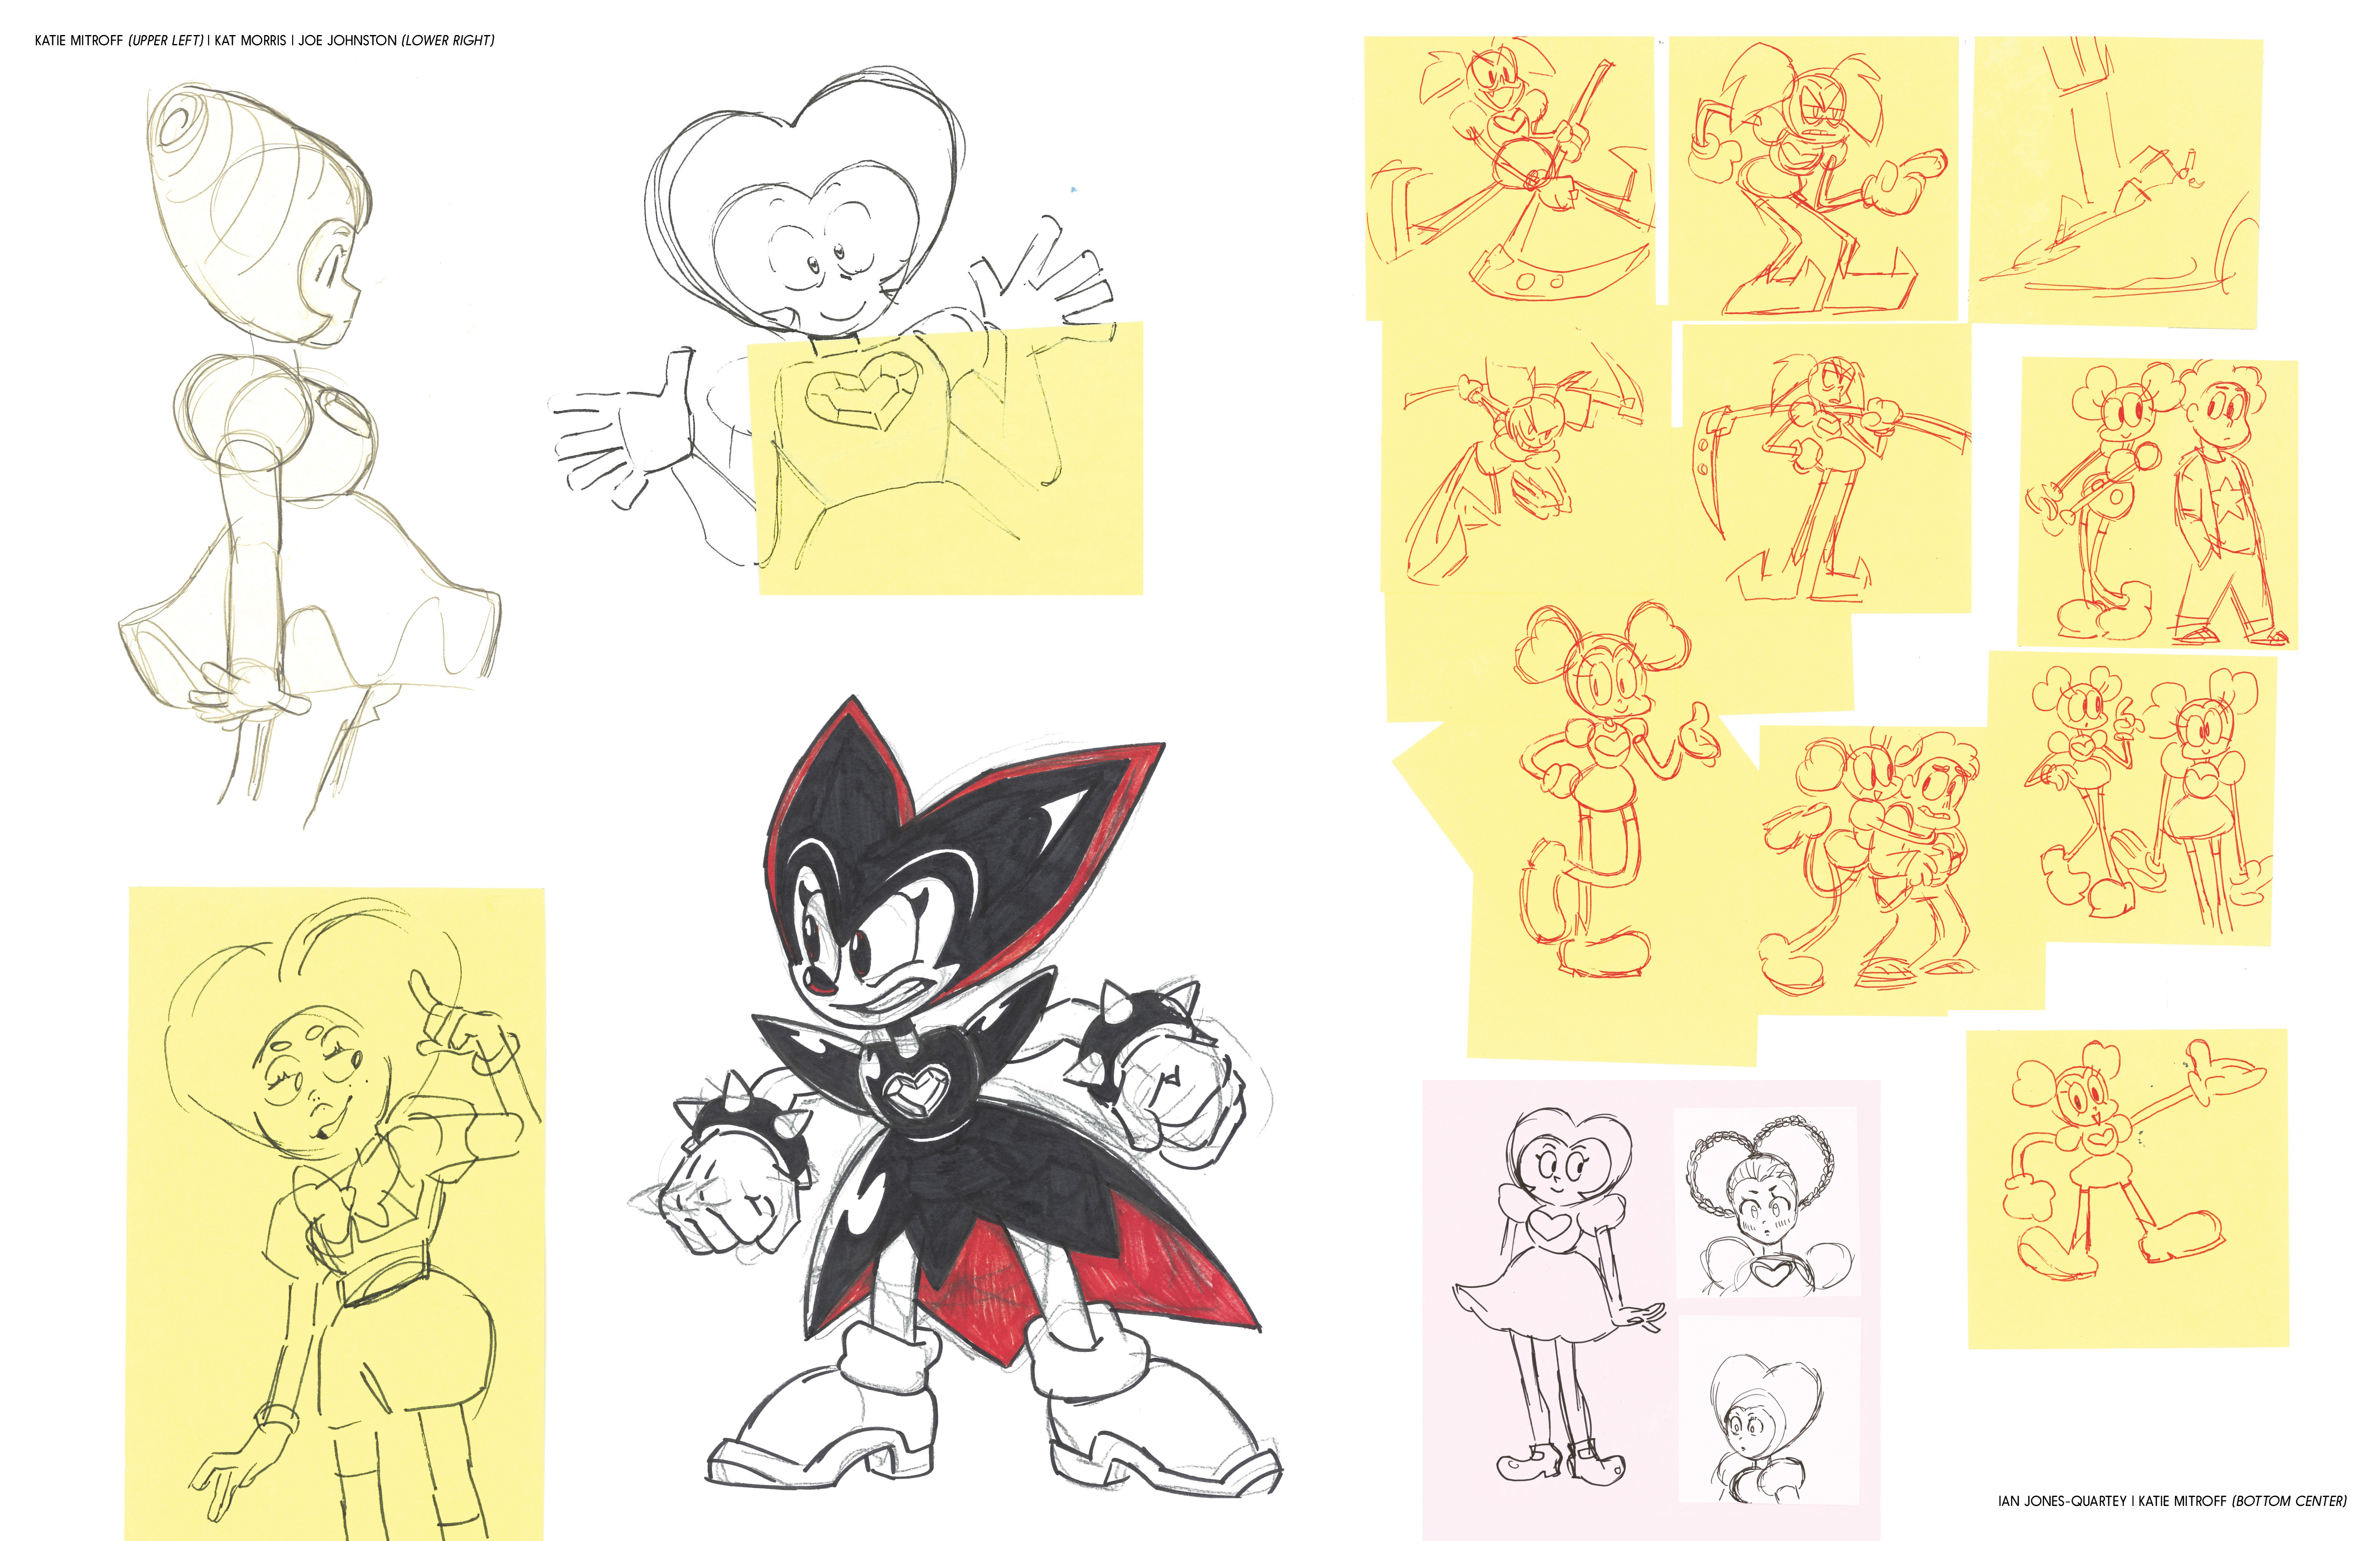 KATIE MITROFF (UPPER LEFT) | KAT MORRIS | JOE JOHNSTON (LOWER RIGHT)
IAN JONES-QUARTEY | KATIE MITROFF (BOTTOM CENTER)